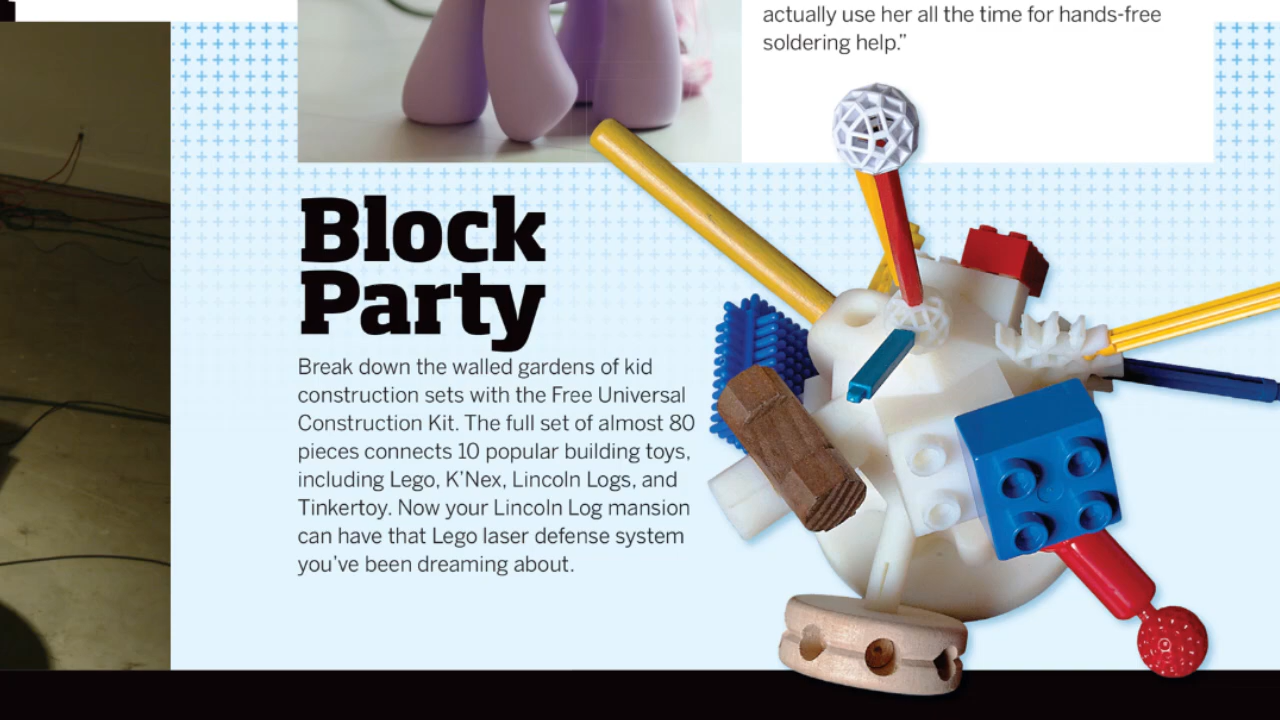 actually use her all the time for hands-free
soldering help.”
Block
Party
Break down the walled gardens of kid
construction sets with the Free Universal
Construction Kit. The full set of almost 80
pieces connects 10 popular building toys,
including Lego, K’Nex, Lincoln Logs, and
Tinkertoy. Now your Lincoln Log mansion
can have that Lego laser defense system
you’ve been dreaming about.